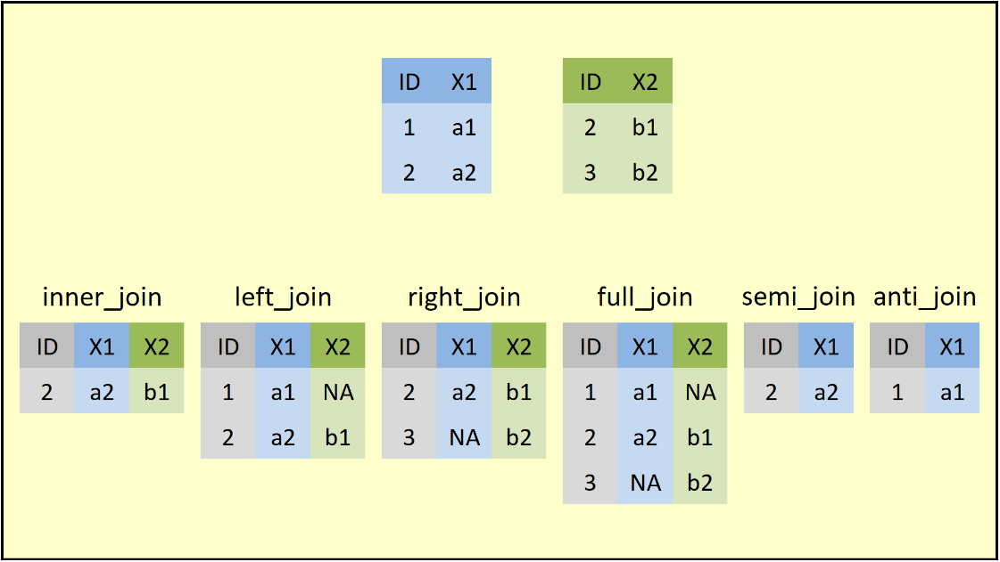 ID X1 ID X2
1 a1 2 b1
2 a2 3 b2
inner_join left_join right_join full_join semi_join anti_join
ID X1 X2 ID X1 X2 ID X1 X2 ID X1 X2 ID X1 ID X1
2 a2 b1 1 a1 NA 2 a2 b1 1 a1 NA 2 a2 1 a1
2 a2 b1 3 NA b2 2 a2 b1
3 NA b2